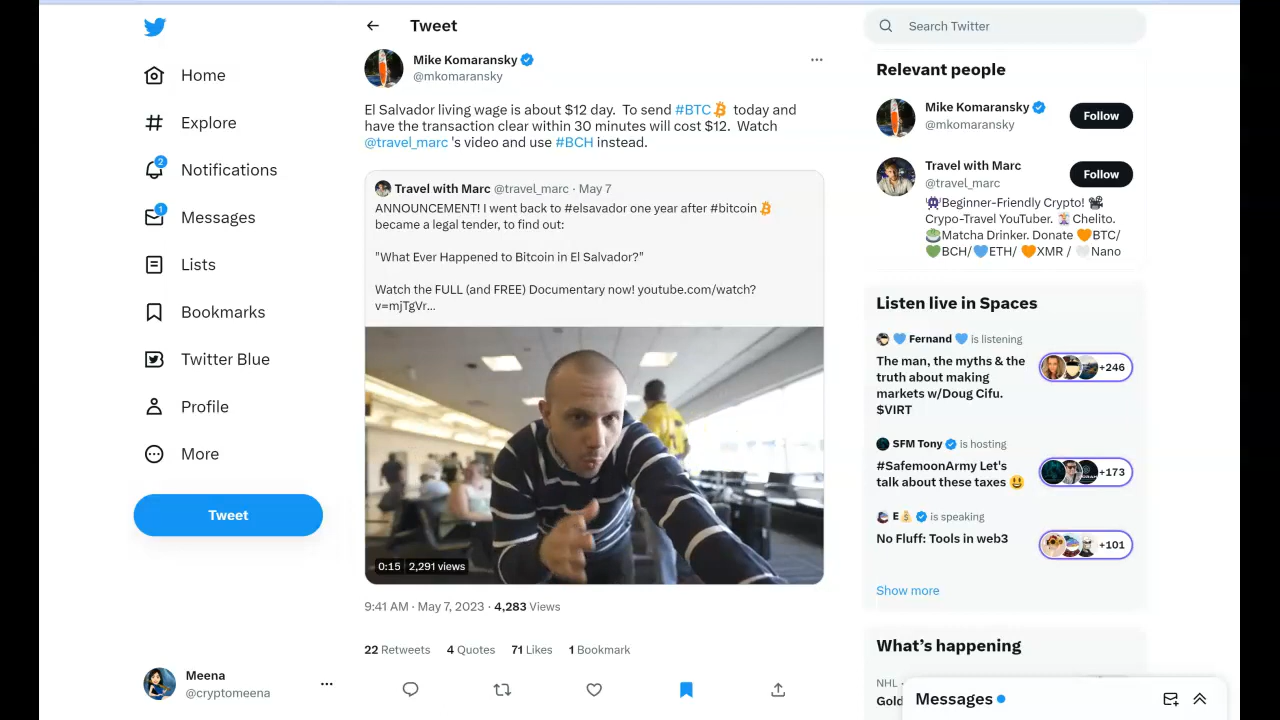 Tweet
Search Twitter
Home
Explore
2
Notifications
1
Messages
Lists
Bookmarks
Twitter Blue
Profile
More
Tweet
Meena
@cryptomeena
Mike Komaransky
@mkomaransky
El Salvador living wage is about $12 day. To send #BTC today and
have the transaction clear within 30 minutes will cost $12. Watch
@travel_marc 's video and use #BCH instead.
Travel with Marc @travel_marc · May 7
ANNOUNCEMENT! I went back to #elsavador one year after #bitcoin
became a legal tender, to find out:
"What Ever Happened to Bitcoin in El Salvador?"
Watch the FULL (and FREE) Documentary now! youtube.com/watch?
v=mjTgVr...
0:15 2,291 views
9:41 AM · May 7, 2023 · 4,283 Views
22 Retweets 4 Quotes 71 Likes 1 Bookmark
Relevant people
Mike Komaransky
@mkomaransky
Follow
Travel with Marc
@travel_marc
Follow
Beginner-Friendly Crypto!
Crypo-Travel YouTuber. Chelito.
Matcha Drinker. Donate BTC/
BCH/ ETH/ XMR / Nano
Listen live in Spaces
Fernand is listening
The man, the myths & the
truth about making
markets w/Doug Cifu.
$VIRT
+246
SFM Tony is hosting
#SafemoonArmy Let's
talk about these taxes
+173
E is speaking
No Fluff: Tools in web3
+101
Show more
What's happening
NHL
Gold
Messages